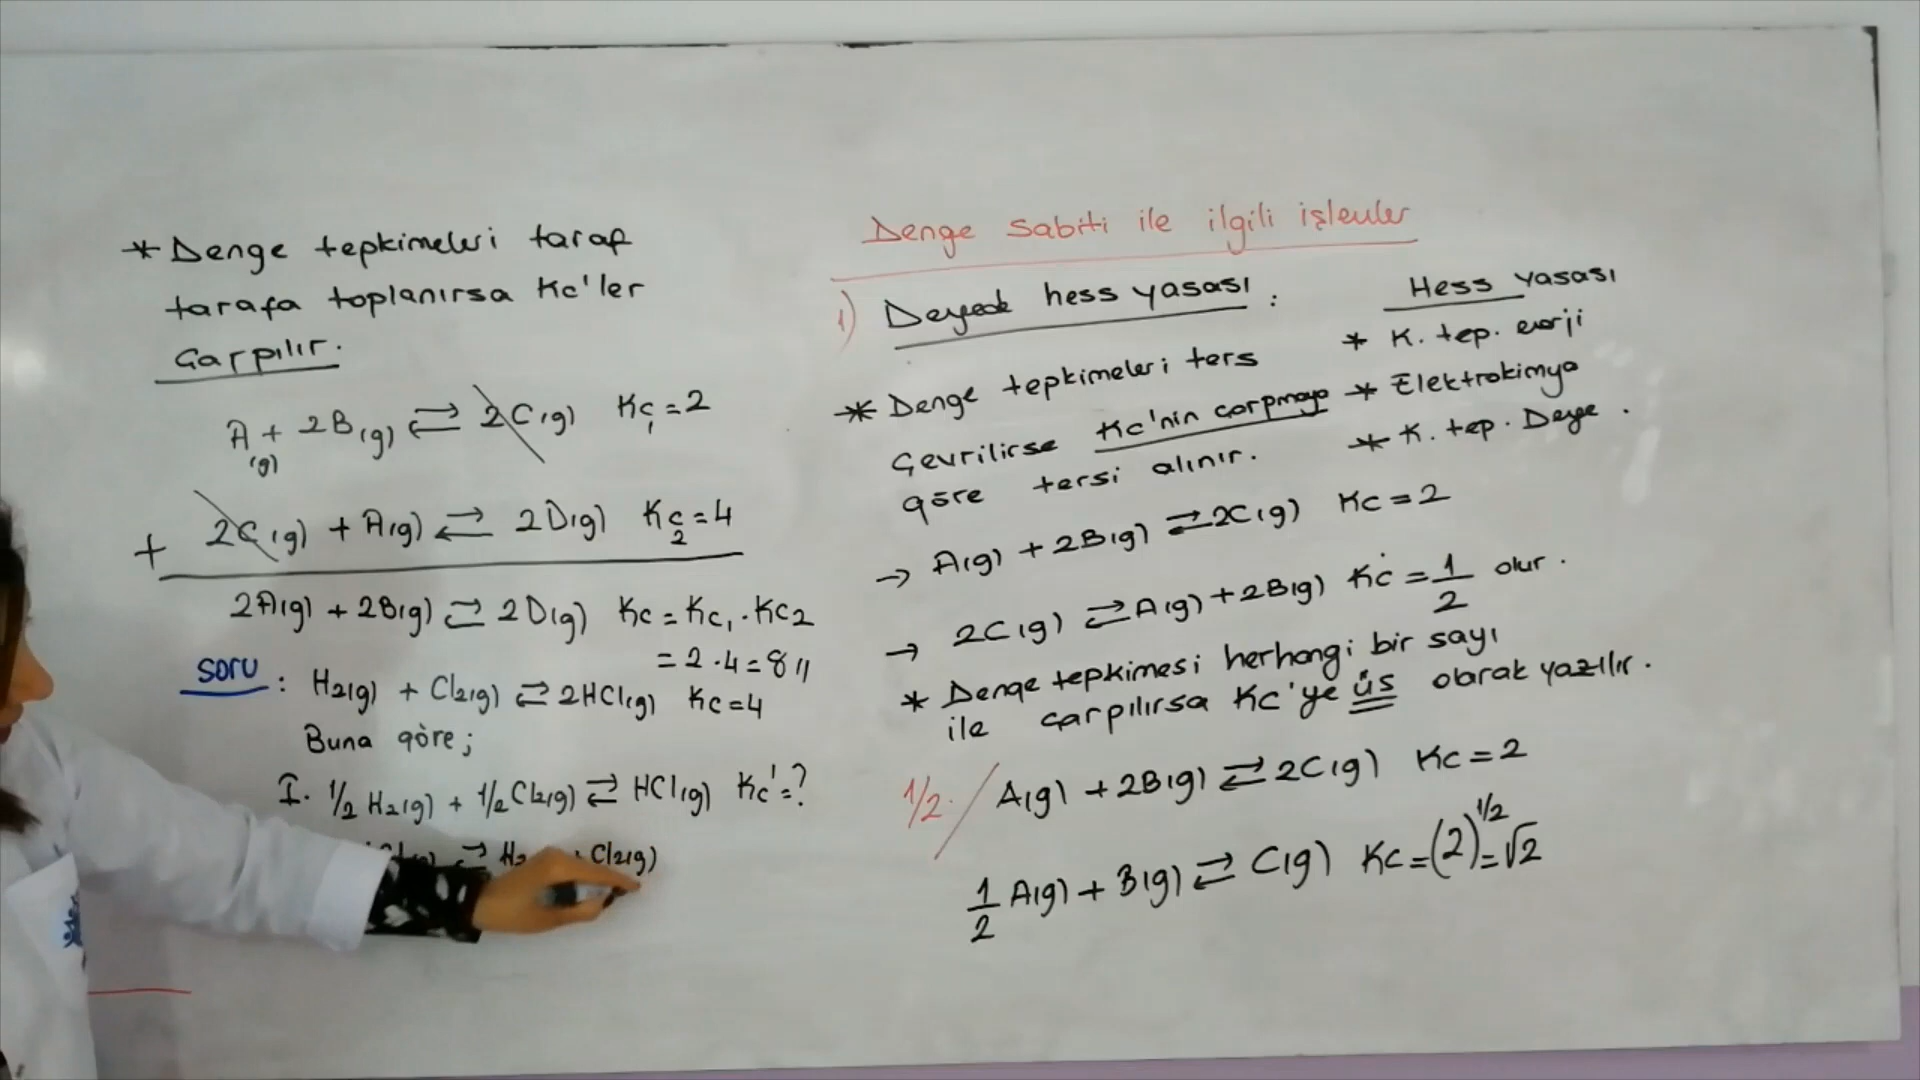 * Denge tepkimeleri taraf
tarafa toplanırsa Kc'ler
Çarpılır.
A(g) + 2B(g) ⇌ 2C(g) Kc1 = 2
+ 2C(g) + A(g) ⇌ 2D(g) Kc2 = 4
2A(g) + 2B(g) ⇌ 2D(g) Kc = Kc1 . Kc2
= 2 . 4 = 8 //
soru : H2(g) + Cl2(g) ⇌ 2HCl(g) Kc = 4
Buna göre;
I. 1/2 H2(g) + 1/2 Cl2(g) ⇌ HCl(g) Kc' = ?
⇌ Cl2(g)
Denge sabiti ile ilgili işlemler
1) hess yasası :
* Denge tepkimeleri ters
Çevrilirse Kc'nin çarpmaya
göre tersi alınır.
→ A(g) + 2B(g) ⇌ 2C(g) Kc = 2
→ 2C(g) ⇌ A(g) + 2B(g) Kc' = 1/2 olur.
* Denge tepkimesi herhangi bir sayı
ile çarpılırsa Kc'ye üs olarak yazılır.
1/2. / A(g) + 2B(g) ⇌ 2C(g) Kc = 2
1/2 A(g) + B(g) ⇌ C(g) Kc = (2)^1/2 = √2
Hess yasası
* K. tep. enerji
* Elektrokimya
* K. tep. Denge.